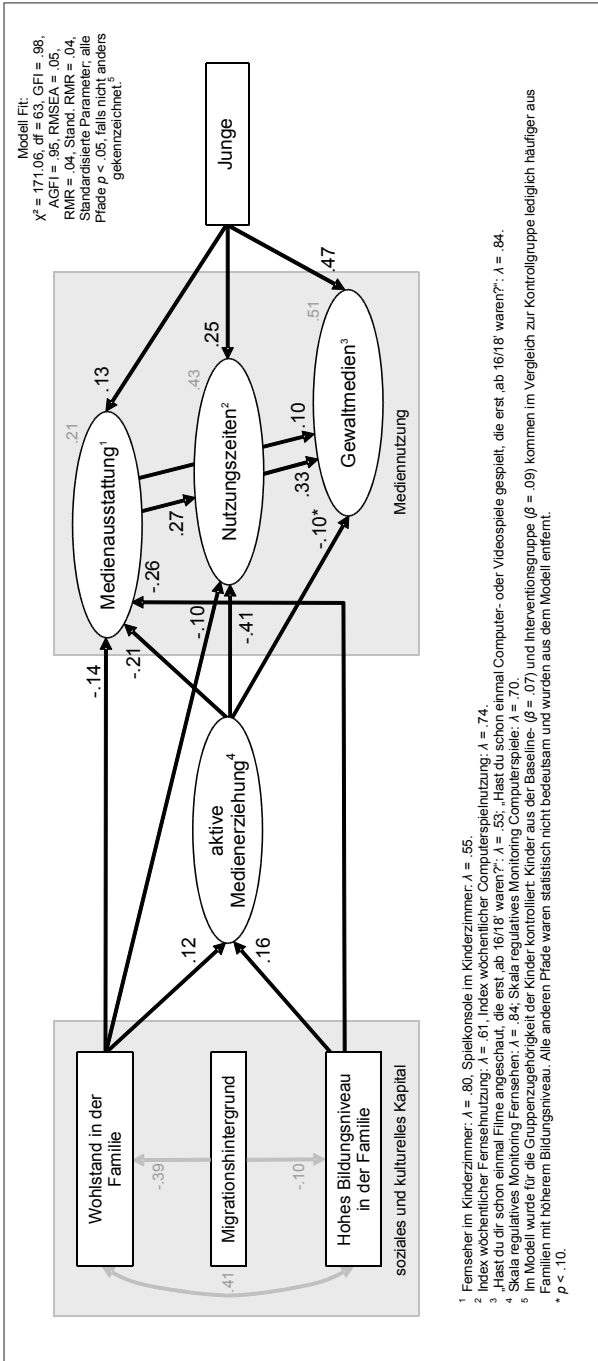 Modell Fit:
χ² = 171.06, df = 63, GFI = .98,
AGFI = .95, RMSEA = .05,
RMR = .04, Stand. RMR = .04,
Standardisierte Parameter; alle
Pfade p < .05, falls nicht anders
gekennzeichnet.⁵
Wohlstand in der
Familie
Migrationshintergrund
Hohes Bildungsniveau
in der Familie
soziales und kulturelles Kapital
-.39
-.10
.41
.12
.16
aktive
Medienerziehung⁴
-.14
-.21
-.26
-.10
-.41
-.10*
Medienausstattung¹
.21
.27
Nutzungszeiten²
.43
.33
.10
Gewaltmedien³
.51
Mediennutzung
.13
.25
.47
Junge
¹ Fernseher im Kinderzimmer: λ = .80, Spielkonsole im Kinderzimmer: λ = .55.
² Index wöchentlicher Fernsehnutzung: λ = .61, Index wöchentlicher Computerspielnutzung: λ = .74.
³ „Hast du dir schon einmal Filme angeschaut, die erst ‚ab 16/18' waren?“: λ = .53; „Hast du schon einmal Computer- oder Videospiele gespielt, die erst ‚ab 16/18' waren?“: λ = .84.
⁴ Skala regulatives Monitoring Fernsehen: λ = .84; Skala regulatives Monitoring Computerspiele: λ = .70.
⁵ Im Modell wurde für die Gruppenzugehörigkeit der Kinder kontrolliert: Kinder aus der Baseline- (β = .07) und Interventionsgruppe (β = .09) kommen im Vergleich zur Kontrollgruppe lediglich häufiger aus
Familien mit höherem Bildungsniveau. Alle anderen Pfade waren statistisch nicht bedeutsam und wurden aus dem Modell entfernt.
* p < .10.